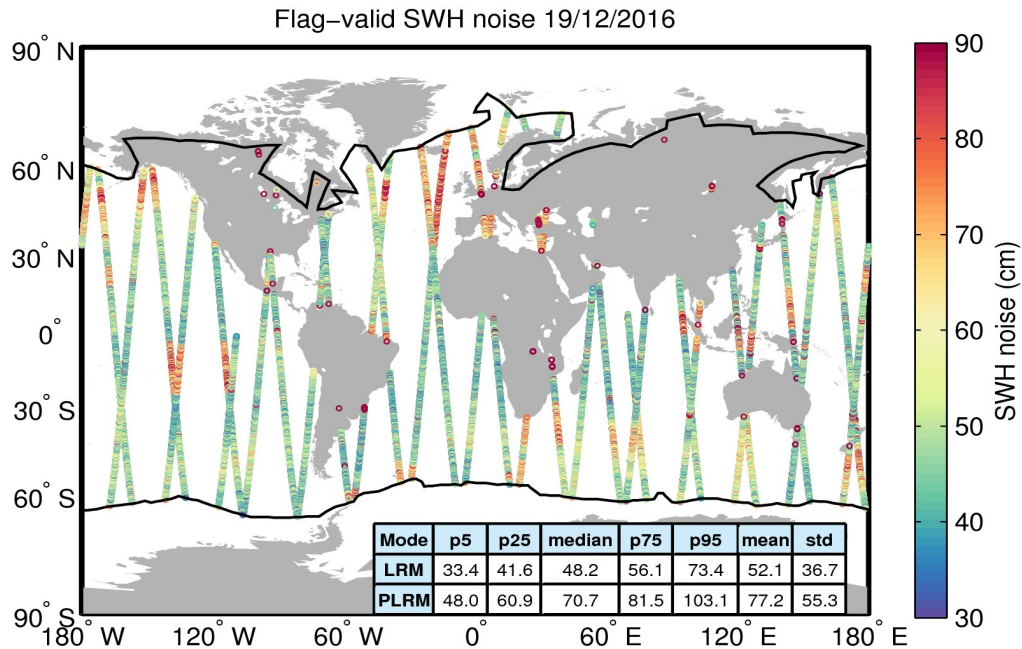 Flag−valid SWH noise 19/12/2016
90° N
60° N
30° N
0°
30° S
60° S
90° S
180° W
120° W
60° W
0°
60° E
120° E
180° E
90
80
70
60
50
40
30
SWH noise (cm)
Mode p5 p25 median p75 p95 mean std
LRM 33.4 41.6 48.2 56.1 73.4 52.1 36.7
PLRM 48.0 60.9 70.7 81.5 103.1 77.2 55.3